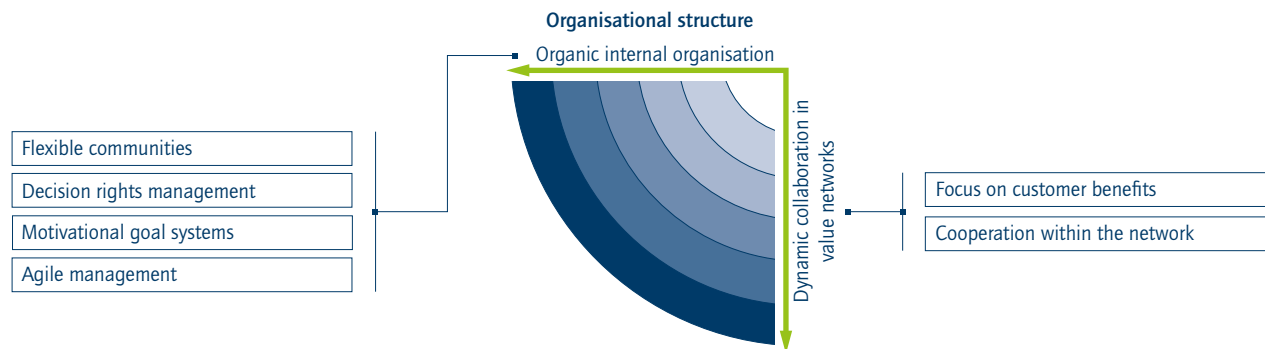 Organisational structure
Organic internal organisation
Flexible communities
Decision rights management
Motivational goal systems
Agile management
Dynamic collaboration in
value networks
Focus on customer benefits
Cooperation within the network